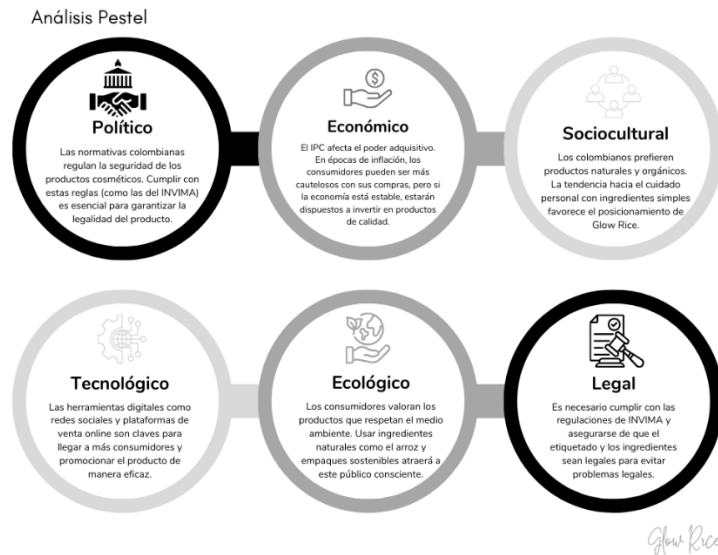 Análisis Pestel
Político
Las normativas colombianas
regulan la seguridad de los
productos cosméticos. Cumplir con
estas reglas (como las del INVIMA)
es esencial para garantizar la
legalidad del producto.
Económico
El IPC afecta el poder adquisitivo.
En épocas de inflación, los
consumidores pueden ser más
cautelosos con sus compras, pero si
la economía está estable, estarán
dispuestos a invertir en productos
de calidad.
Sociocultural
Los colombianos prefieren
productos naturales y orgánicos.
La tendencia hacia el cuidado
personal con ingredientes simples
favorece el posicionamiento de
Glow Rice.
Tecnológico
Las herramientas digitales como
redes sociales y plataformas de
venta online son claves para
llegar a más consumidores y
promocionar el producto de
manera eficaz.
Ecológico
Los consumidores valoran los
productos que respetan el medio
ambiente. Usar ingredientes
naturales como el arroz y
empaques sostenibles atraerá a
este público consciente.
Legal
Es necesario cumplir con las
regulaciones de INVIMA y
asegurarse de que el
etiquetado y los ingredientes
sean legales para evitar
problemas legales.
Glow Rice